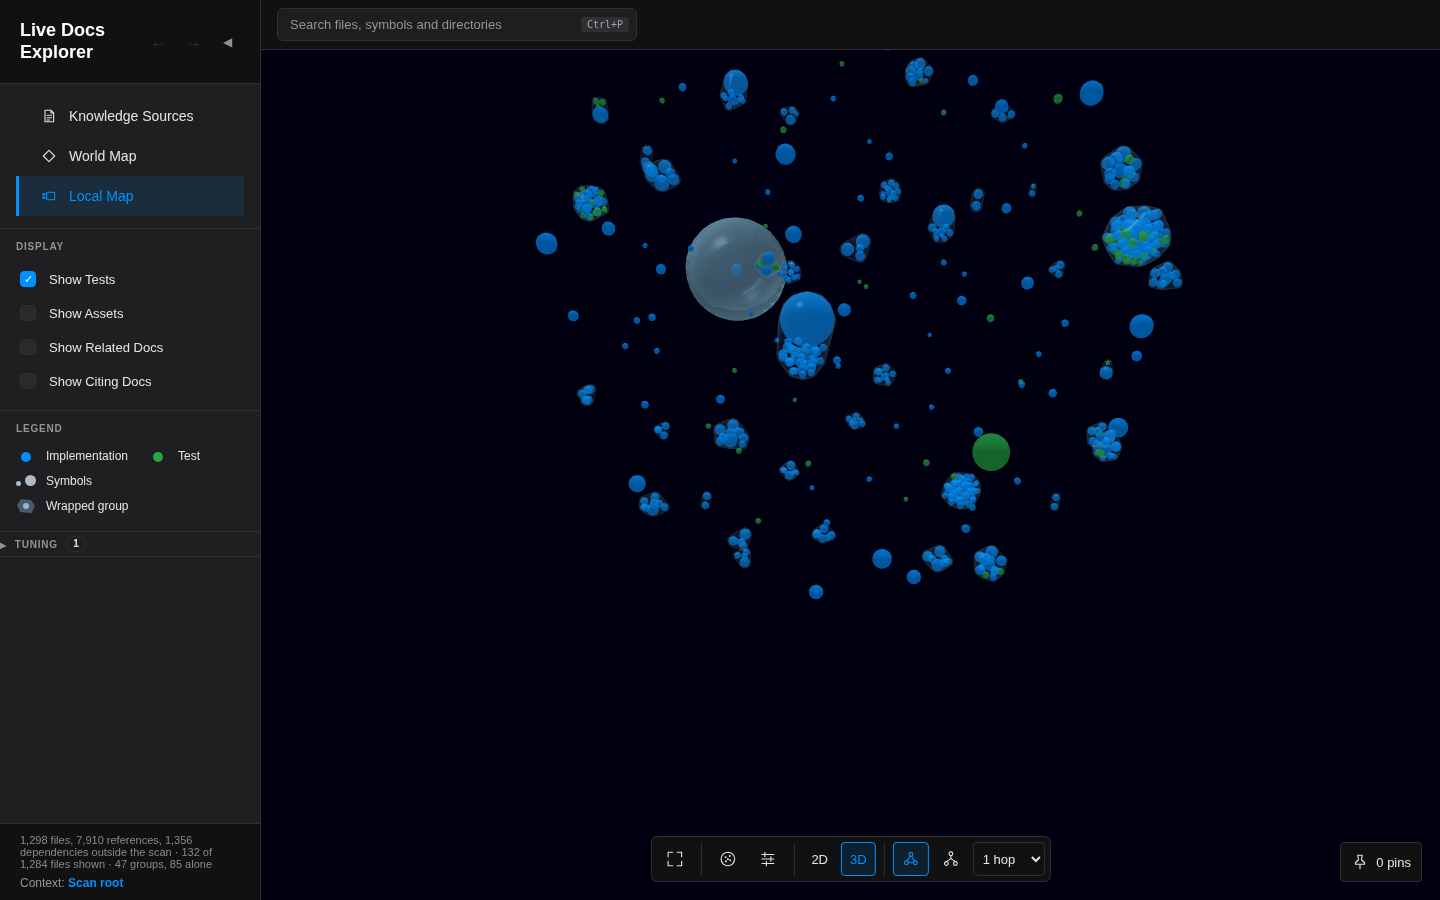 Live Docs
Explorer
Search files, symbols and directories
Ctrl+P
Knowledge Sources
World Map
Local Map
DISPLAY
Show Tests
Show Assets
Show Related Docs
Show Citing Docs
LEGEND
Implementation
Test
Symbols
Wrapped group
TUNING 1
1,298 files, 7,910 references, 1,356
dependencies outside the scan · 132 of
1,284 files shown · 47 groups, 85 alone
Context: Scan root
2D
3D
1 hop
0 pins